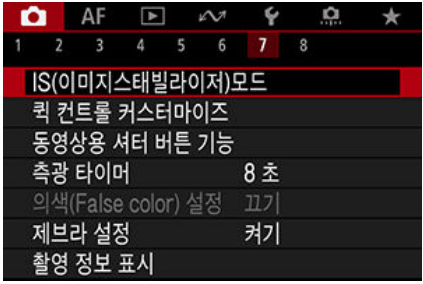 AF
1 2 3 4 5 6 7 8
IS(이미지스태빌라이저)모드
퀵 컨트롤 커스터마이즈
동영상용 셔터 버튼 기능
측광 타이머 8 초
의색(False color) 설정 끄기
제브라 설정 켜기
촬영 정보 표시